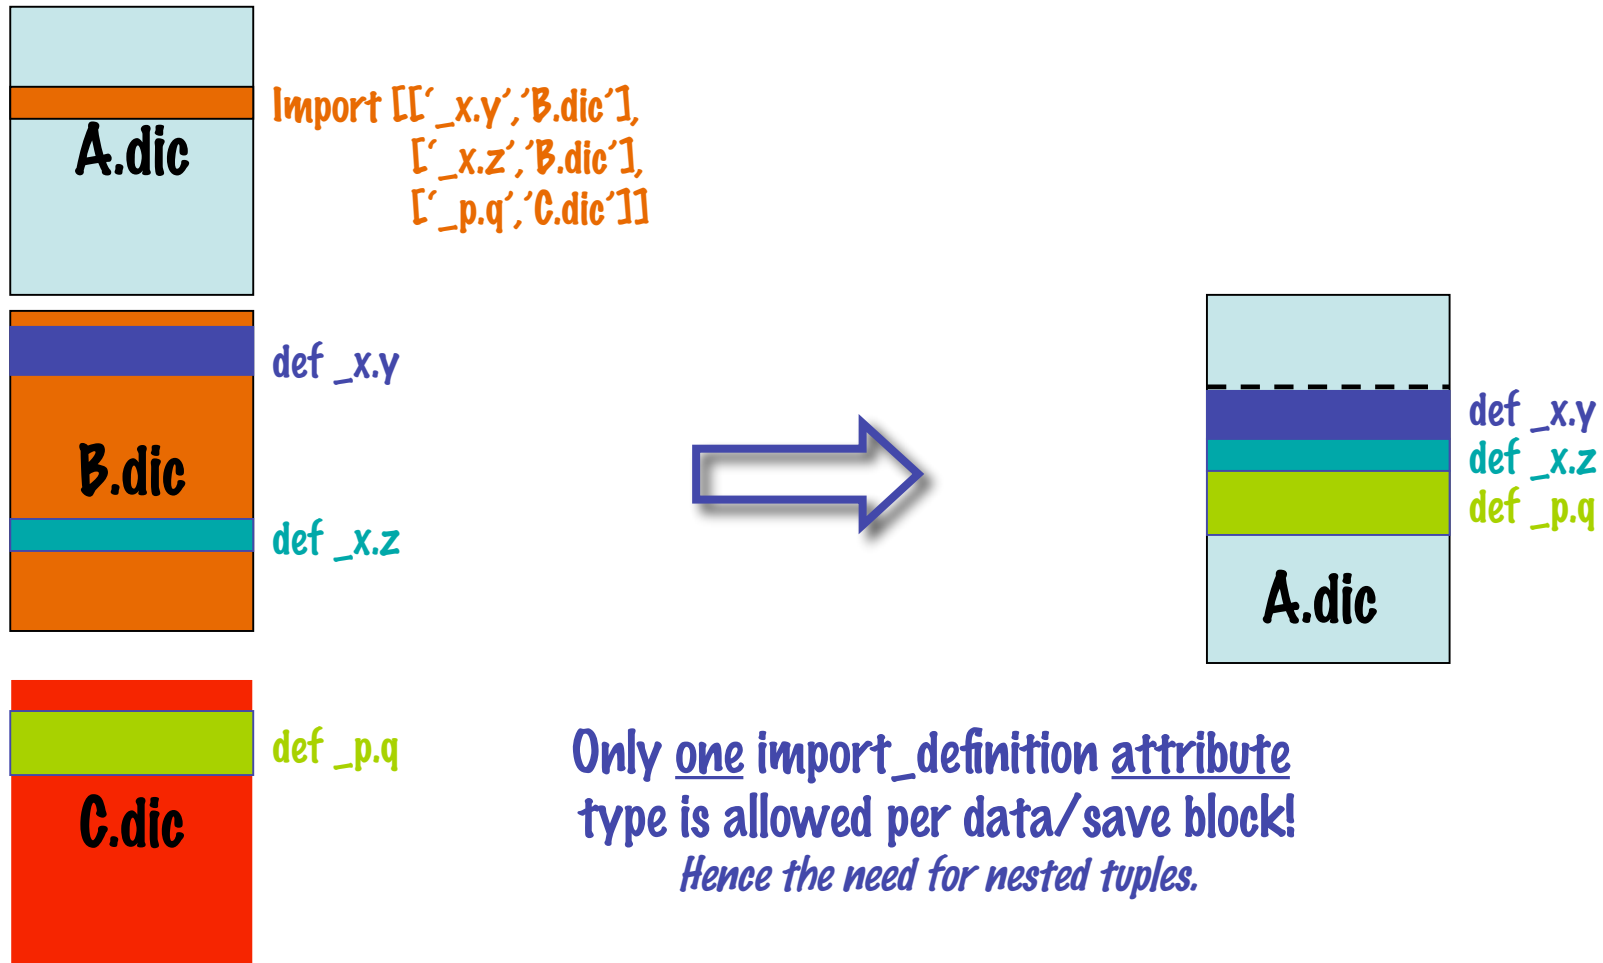 A.dic
Import [['_x.y','B.dic'],
['_x.z','B.dic'],
['_p.q','C.dic']]
def _x.y
B.dic
def _x.z
def _p.q
C.dic
def _x.y
def _x.z
def _p.q
A.dic
Only one import_definition attribute
type is allowed per data/save block!
Hence the need for nested tuples.